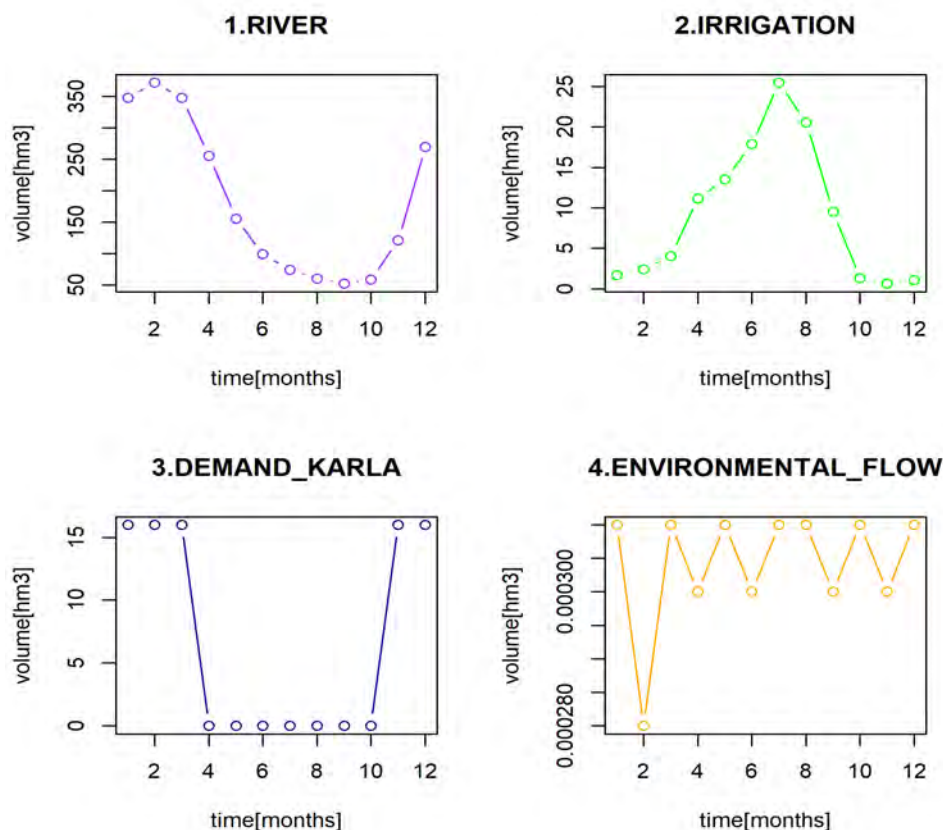 1.RIVER
volume[hm3]
350
250
150
50
2 4 6 8 10 12
time[months]
2.IRRIGATION
volume[hm3]
25
20
15
10
5
0
2 4 6 8 10 12
time[months]
3.DEMAND_KARLA
volume[hm3]
15
10
5
0
2 4 6 8 10 12
time[months]
4.ENVIRONMENTAL_FLOW
volume[hm3]
0.000300
0.000280
2 4 6 8 10 12
time[months]